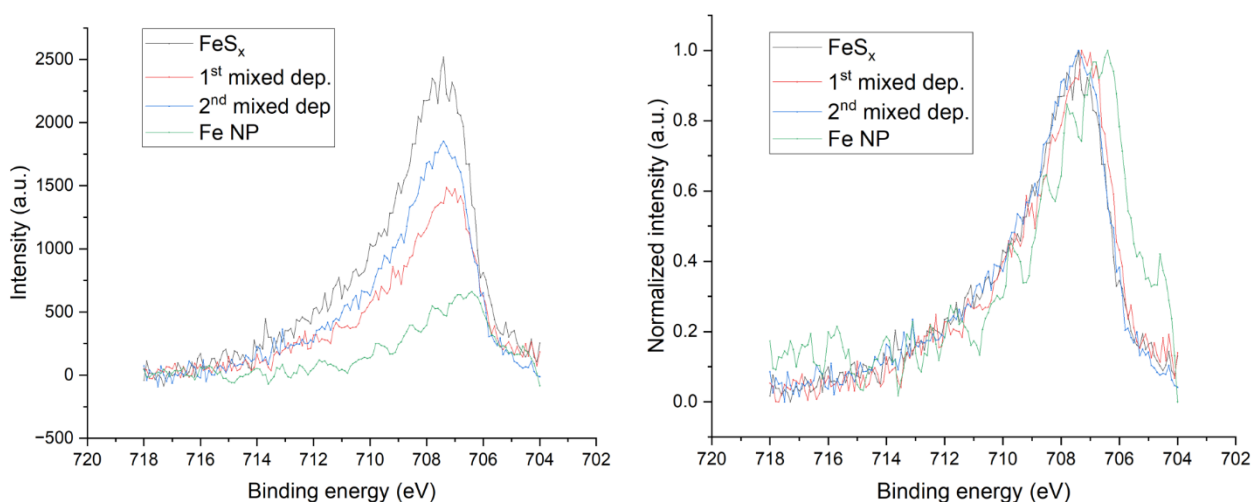 FeSₓ
1ˢᵗ mixed dep.
2ⁿᵈ mixed dep
Fe NP
2500
2000
1500
1000
500
0
−500
Intensity (a.u.)
720 718 716 714 712 710 708 706 704 702
Binding energy (eV)
FeSₓ
1ˢᵗ mixed dep.
2ⁿᵈ mixed dep.
Fe NP
1.0
0.8
0.6
0.4
0.2
0.0
Normalized intensity (a.u.)
720 718 716 714 712 710 708 706 704 702
Binding energy (eV)